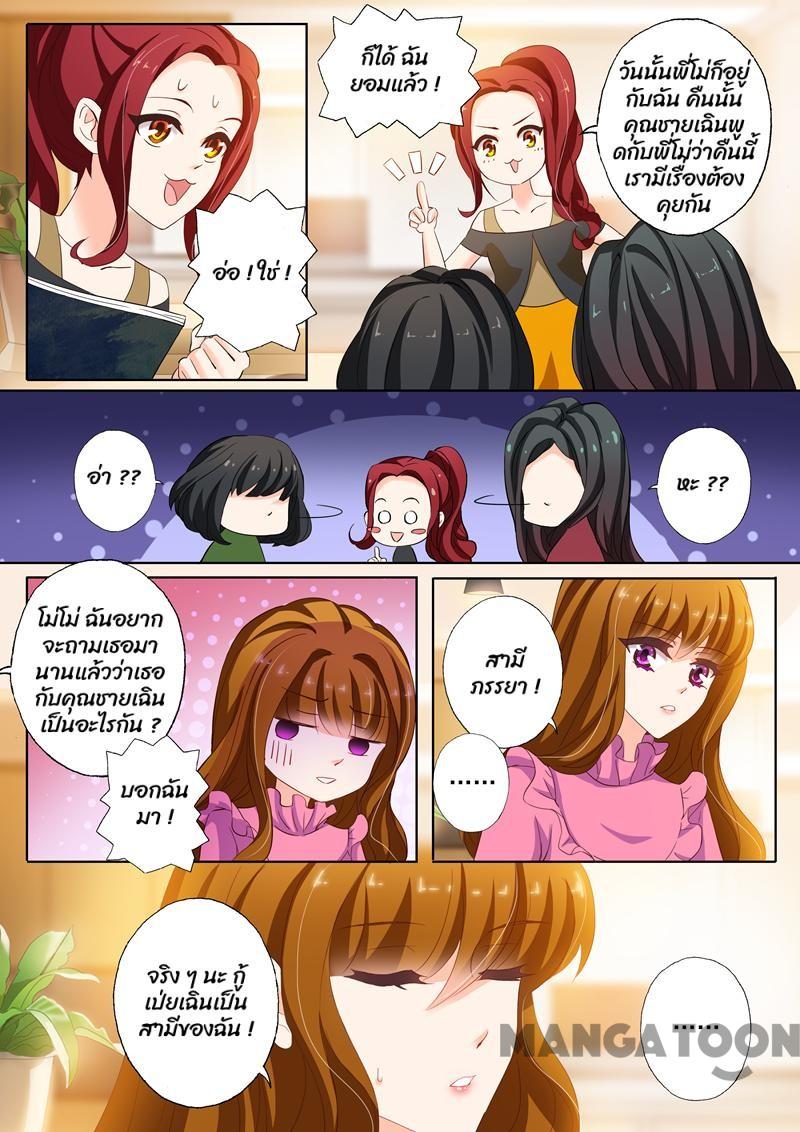 ก็ได้ ฉัน
ยอมแล้ว !
วันนั้นพี่โม่ก็อยู่
กับฉัน คืนนั้น
คุณชายเฉินพู
ดกับพี่โม่ว่าคืนนี้
เรามีเรื่องต้อง
คุยกัน
อ่อ ! ใช่ !
อ่า ??
หะ ??
โม่โม่ ฉันอยาก
จะถามเธอมา
นานแล้วว่าเธอ
กับคุณชายเฉิน
เป็นอะไรกัน ?
บอกฉัน
มา !
สามี
ภรรยา !
......
จริง ๆ นะ กู้
เป่ยเฉินเป็น
สามีของฉัน !
......
MANGATOON